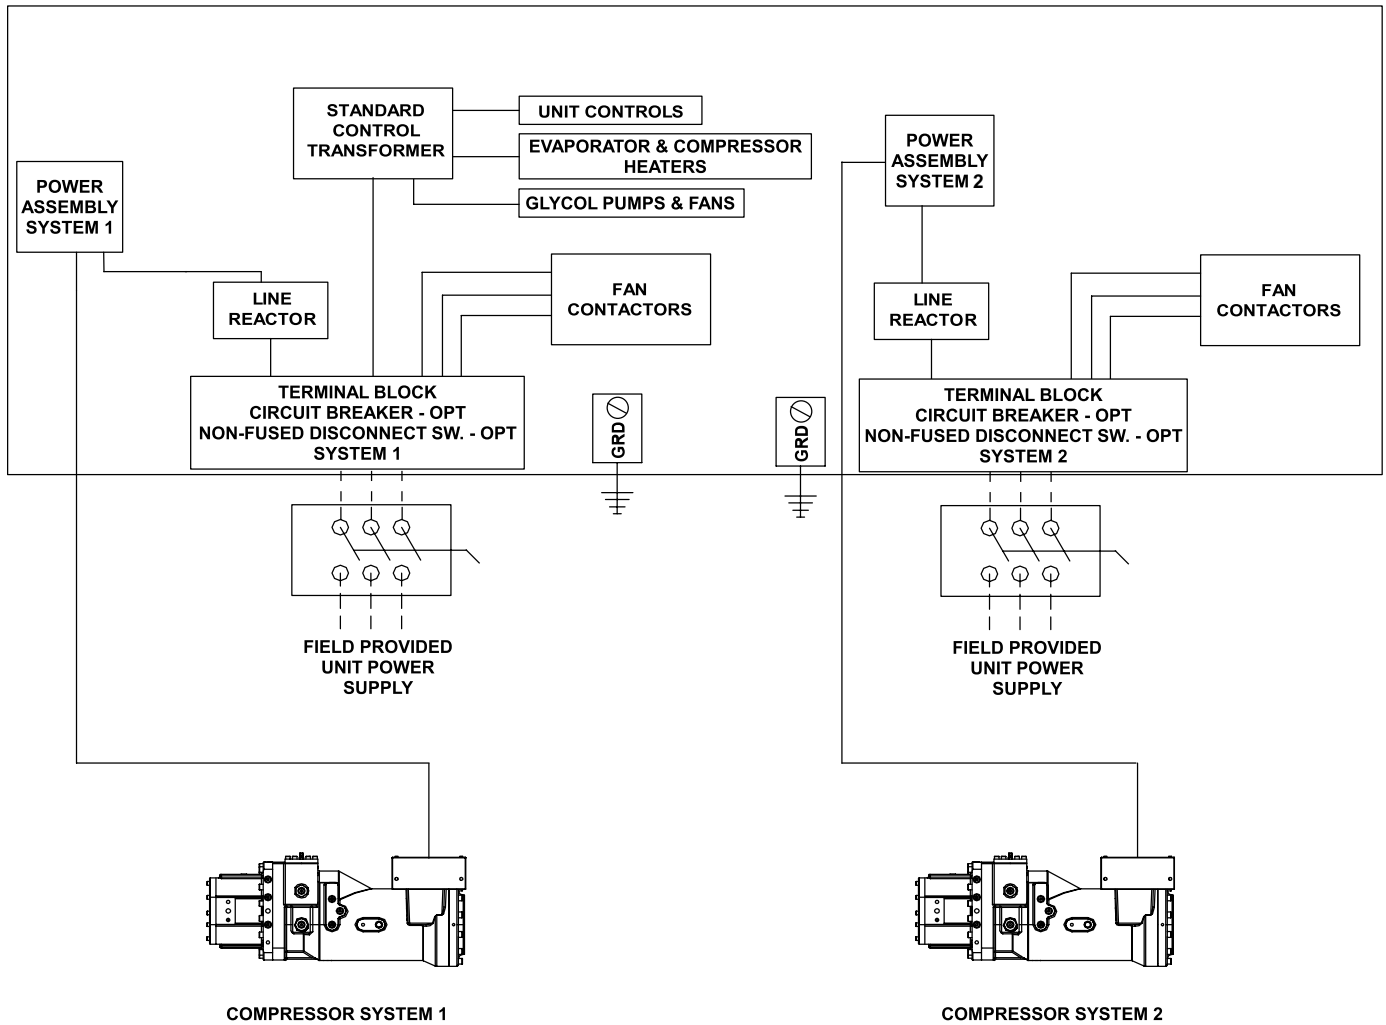 STANDARD
CONTROL
TRANSFORMER
UNIT CONTROLS
EVAPORATOR & COMPRESSOR
HEATERS
GLYCOL PUMPS & FANS
POWER
ASSEMBLY
SYSTEM 1
LINE
REACTOR
FAN
CONTACTORS
TERMINAL BLOCK
CIRCUIT BREAKER - OPT
NON-FUSED DISCONNECT SW. - OPT
SYSTEM 1
GRD
FIELD PROVIDED
UNIT POWER
SUPPLY
COMPRESSOR SYSTEM 1
POWER
ASSEMBLY
SYSTEM 2
LINE
REACTOR
FAN
CONTACTORS
GRD
TERMINAL BLOCK
CIRCUIT BREAKER - OPT
NON-FUSED DISCONNECT SW. - OPT
SYSTEM 2
FIELD PROVIDED
UNIT POWER
SUPPLY
COMPRESSOR SYSTEM 2